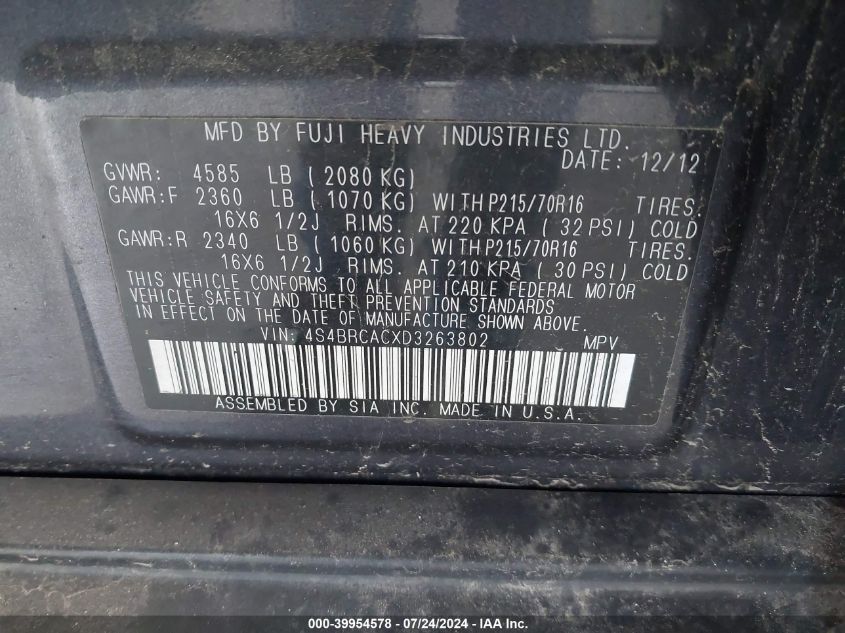 MFD BY FUJI HEAVY INDUSTRIES LTD.
DATE: 12/12
GVWR: 4585 LB ( 2080 KG)
GAWR:F 2360 LB ( 1070 KG) WITH P215/70R16 TIRES.
16X6 1/2J RIMS. AT 220 KPA ( 32 PSI) COLD
GAWR:R 2340 LB ( 1060 KG) WITH P215/70R16 TIRES.
16X6 1/2J RIMS. AT 210 KPA ( 30 PSI) COLD
THIS VEHICLE CONFORMS TO ALL APPLICABLE FEDERAL MOTOR
VEHICLE SAFETY AND THEFT PREVENTION STANDARDS
IN EFFECT ON THE DATE OF MANUFACTURE SHOWN ABOVE.
VIN: 4S4BRCACXD3263802 MPV
ASSEMBLED BY SIA INC. MADE IN U.S.A.
000-39954578 - 07/24/2024 - IAA Inc.